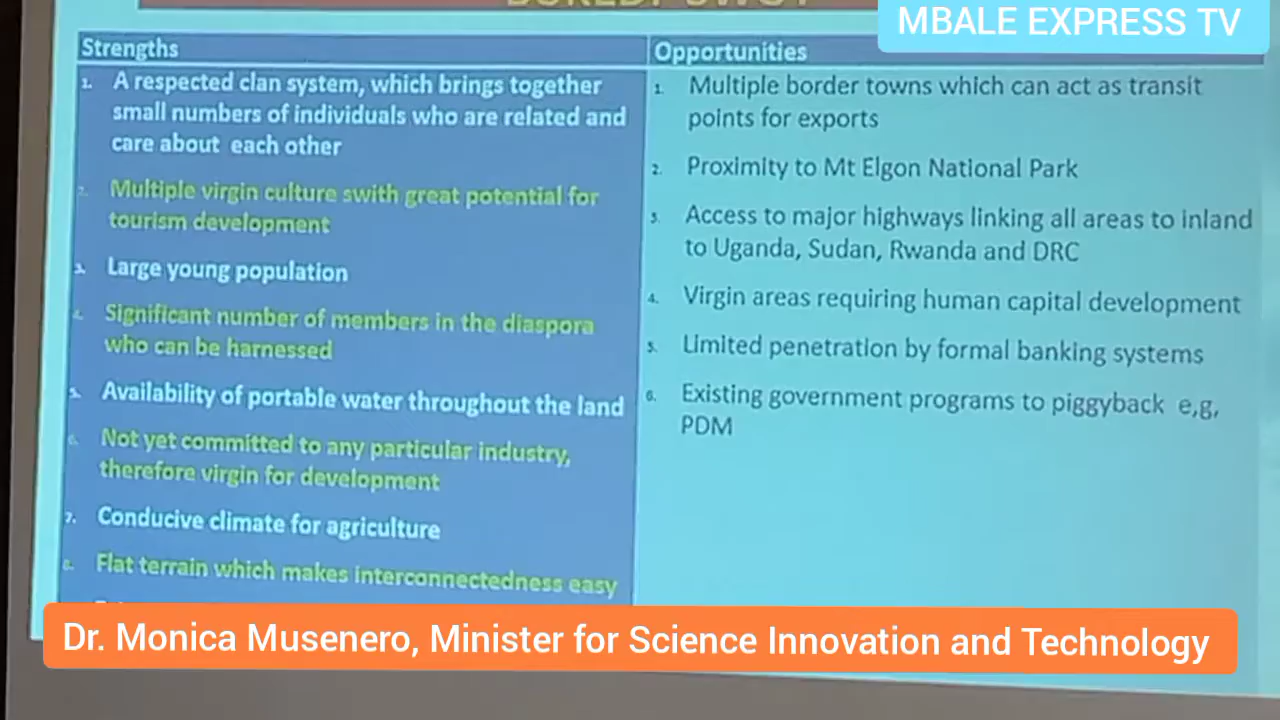 MBALE EXPRESS TV
Strengths
1. A respected clan system, which brings together
small numbers of individuals who are related and
care about each other
2. Multiple virgin culture swith great potential for
tourism development
3. Large young population
4. Significant number of members in the diaspora
who can be harnessed
5. Availability of portable water throughout the land
6. Not yet committed to any particular industry,
therefore virgin for development
7. Conducive climate for agriculture
8. Flat terrain which makes interconnectedness easy
Opportunities
1. Multiple border towns which can act as transit
points for exports
2. Proximity to Mt Elgon National Park
3. Access to major highways linking all areas to inland
to Uganda, Sudan, Rwanda and DRC
4. Virgin areas requiring human capital development
5. Limited penetration by formal banking systems
6. Existing government programs to piggyback e,g,
PDM
Dr. Monica Musenero, Minister for Science Innovation and Technology